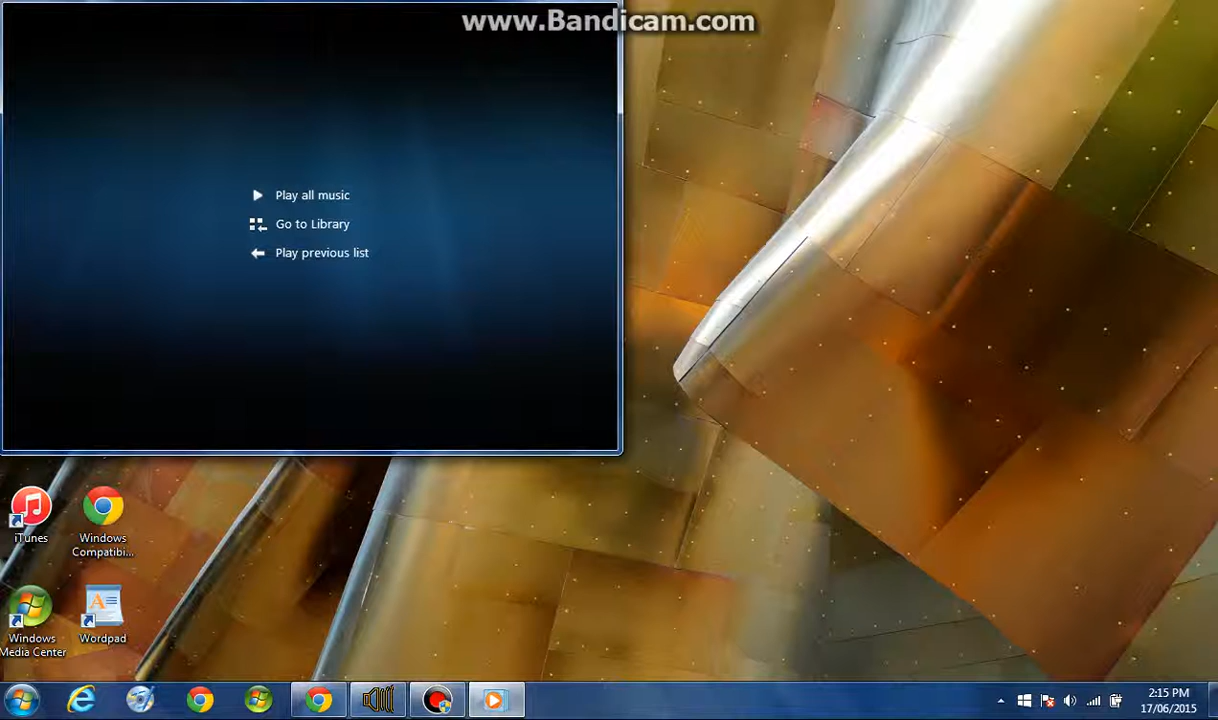 www.Bandicam.com
Play all music
Go to Library
Play previous list
iTunes
Windows
Compatibi...
Windows
Media Center
Wordpad
2:15 PM
17/06/2015